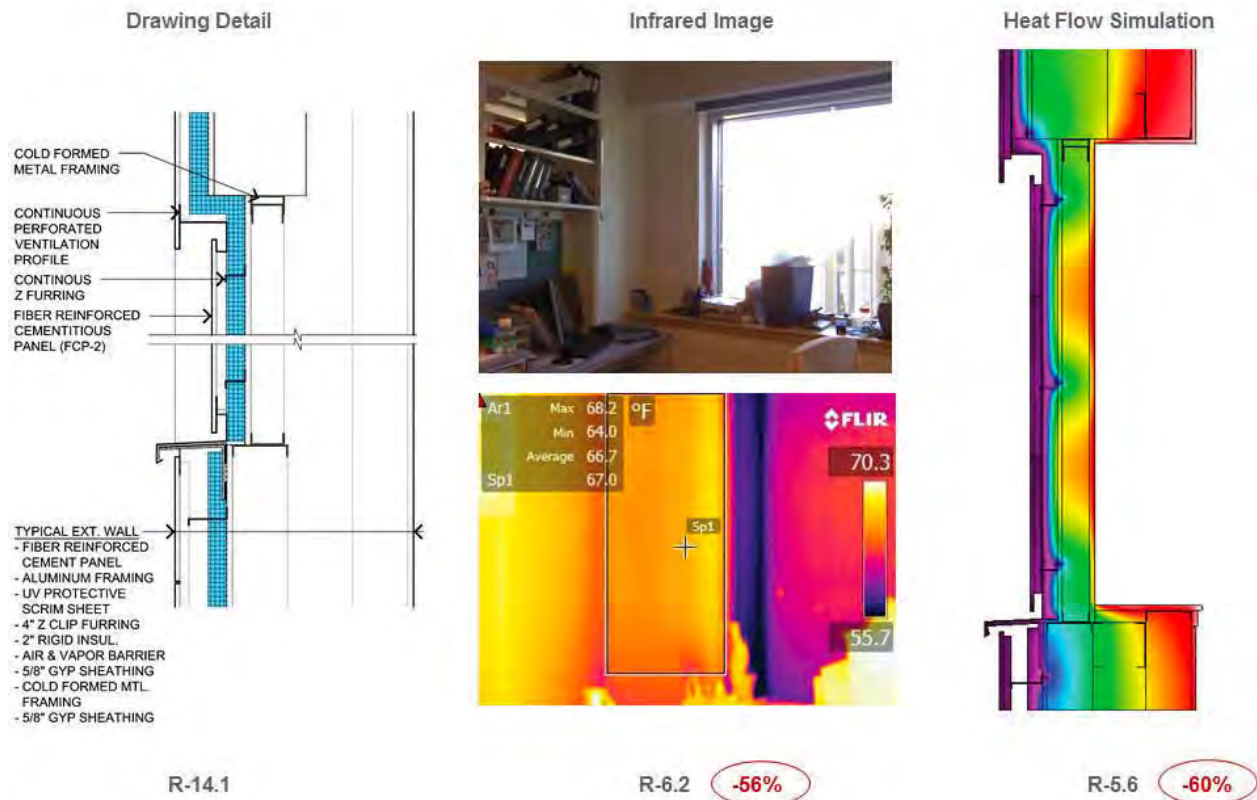 Drawing Detail
Infrared Image
Heat Flow Simulation
COLD FORMED
METAL FRAMING
CONTINUOUS
PERFORATED
VENTILATION
PROFILE
CONTINOUS
Z FURRING
FIBER REINFORCED
CEMENTITIOUS
PANEL (FCP-2)
TYPICAL EXT. WALL
- FIBER REINFORCED
CEMENT PANEL
- ALUMINUM FRAMING
- UV PROTECTIVE
SCRIM SHEET
- 4" Z CLIP FURRING
- 2" RIGID INSUL.
- AIR & VAPOR BARRIER
- 5/8" GYP SHEATHING
- COLD FORMED MTL.
FRAMING
- 5/8" GYP SHEATHING
Ar1 Max 68.2 °F
Min 64.0
Average 66.7
Sp1 67.0
FLIR
70.3
Sp1
55.7
R-14.1
R-6.2 -56%
R-5.6 -60%